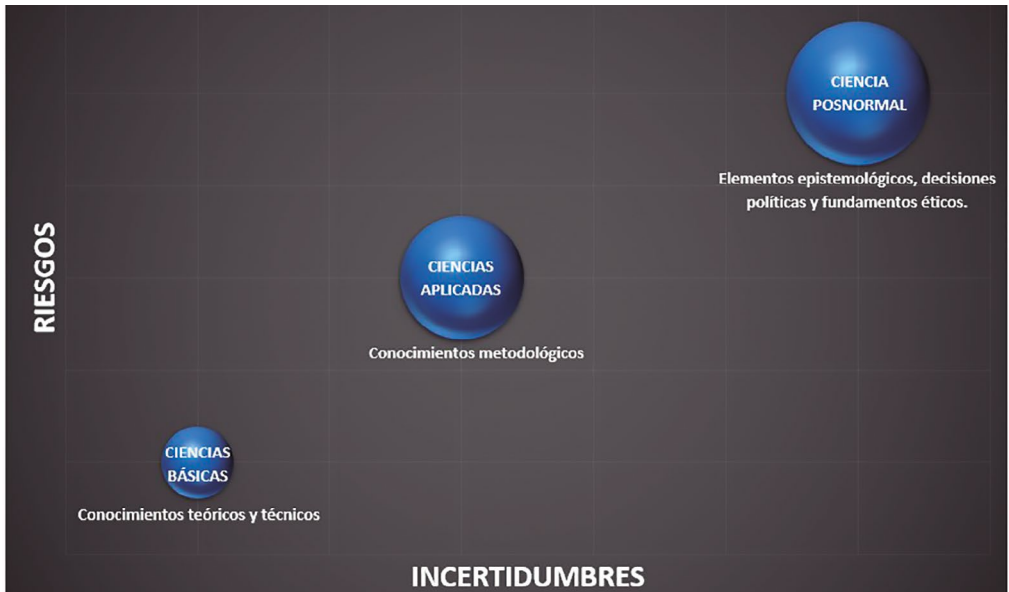 CIENCIA
POSNORMAL
Elementos epistemológicos, decisiones
políticas y fundamentos éticos.
RIESGOS
CIENCIAS
APLICADAS
Conocimientos metodológicos
CIENCIAS
BÁSICAS
Conocimientos teóricos y técnicos
INCERTIDUMBRES